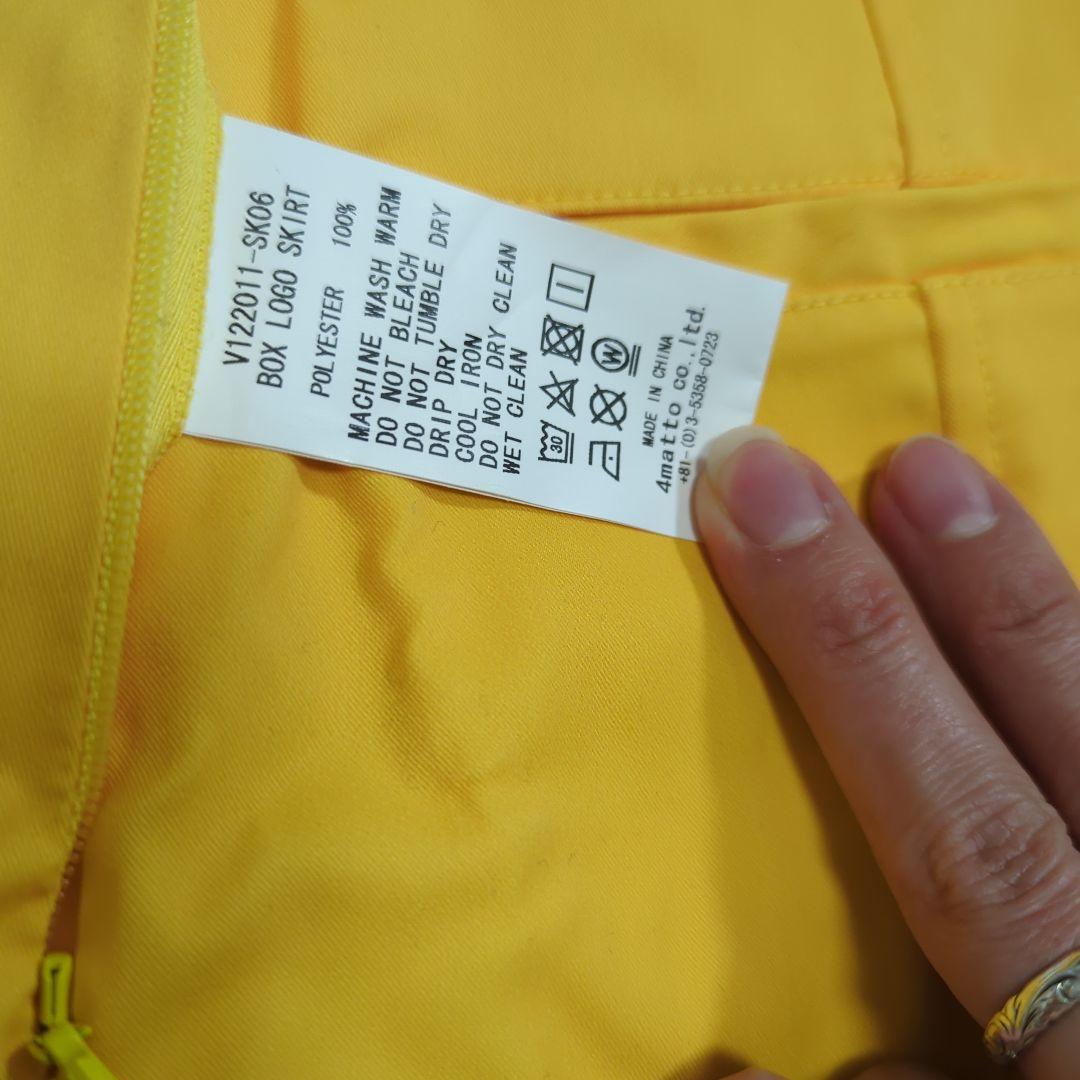 V122011-SK06
BOX LOGO SKIRT
POLYESTER 100%
MACHINE WASH WARM
DO NOT BLEACH
DO NOT TUMBLE DRY
DRIP DRY
COOL IRON
DO NOT DRY CLEAN
WET CLEAN
30
W
MADE IN CHINA
4matto co.,ltd.
+81-(0)3-5358-0723